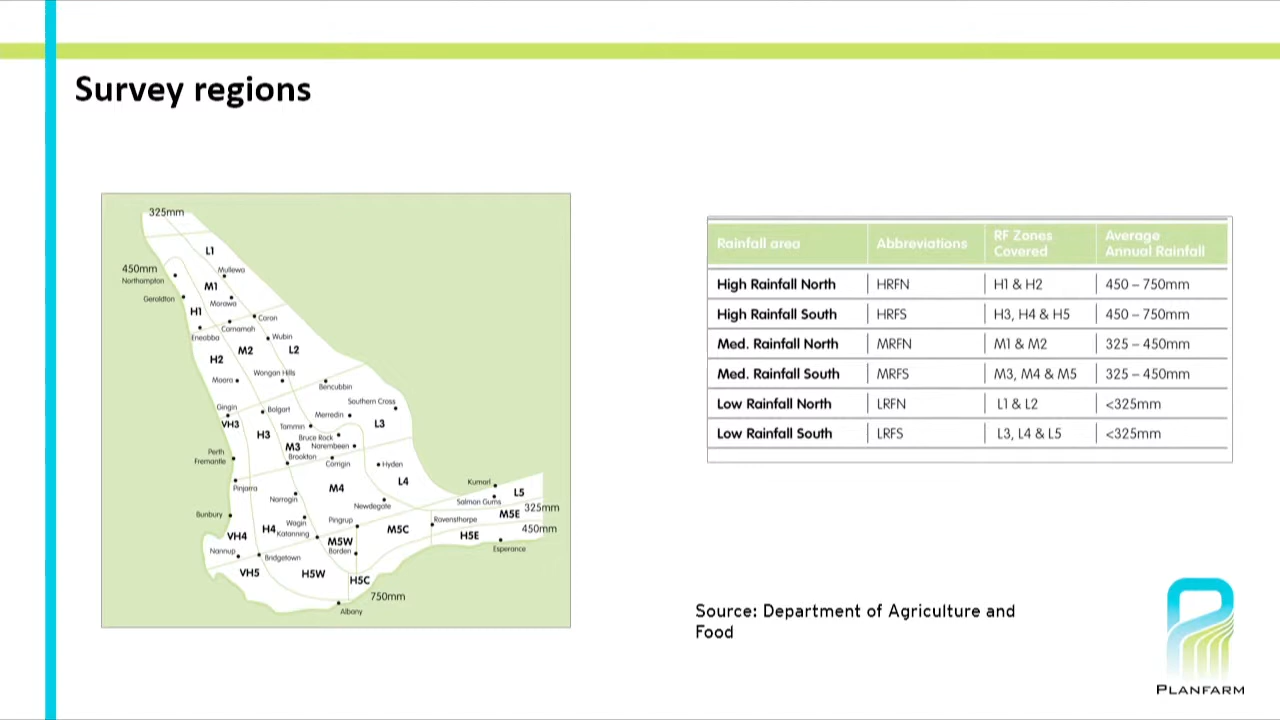 Survey regions
325mm
L1
450mm
Mullewa
Northampton
M1
Geraldton
Morawa
H1
Caron
Carnamah
Eneabba
Wubin
M2
L2
H2
Wongan Hills
Moora
Bencubbin
Southern Cross
Gingin
Bolgart
Merredin
VH3
Tammin
L3
H3
Bruce Rock
M3
Narembeen
Perth
Fremantle
Brookton
Corrigin
Hyden
Pinjarra
M4
L4
Kumarl
Narrogin
Salmon Gums
L5
Newdegate
325mm
Bunbury
M5E
Wagin
Pingrup
Ravensthorpe
H4
Katanning
M5C
450mm
VH4
M5W
H5E
Nannup
Borden
Esperance
Bridgetown
VH5
H5W
H5C
750mm
Albany
Rainfall area Abbreviations RF Zones Covered Average Annual Rainfall
High Rainfall North HRFN H1 & H2 450 – 750mm
High Rainfall South HRFS H3, H4 & H5 450 – 750mm
Med. Rainfall North MRFN M1 & M2 325 – 450mm
Med. Rainfall South MRFS M3, M4 & M5 325 – 450mm
Low Rainfall North LRFN L1 & L2 <325mm
Low Rainfall South LRFS L3, L4 & L5 <325mm
Source: Department of Agriculture and
Food
PLANFARM